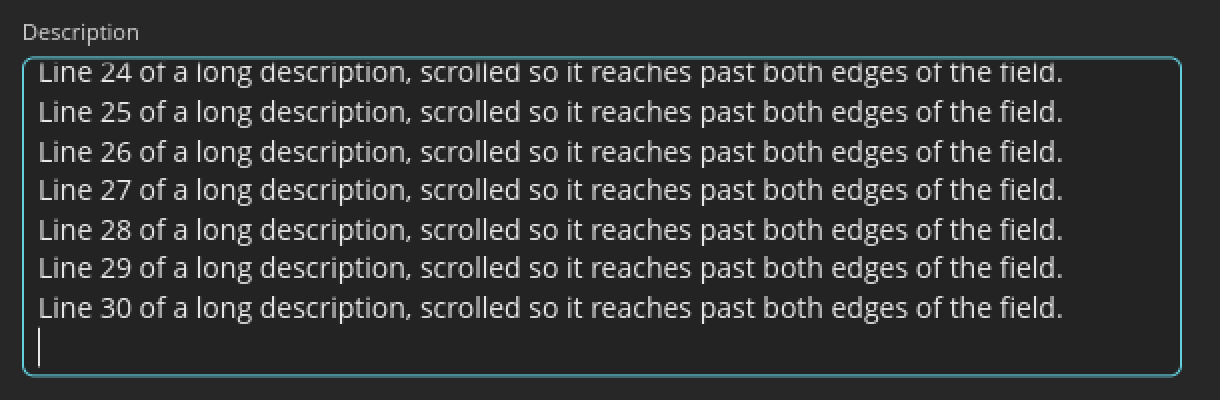 Description
Line 24 of a long description, scrolled so it reaches past both edges of the field.
Line 25 of a long description, scrolled so it reaches past both edges of the field.
Line 26 of a long description, scrolled so it reaches past both edges of the field.
Line 27 of a long description, scrolled so it reaches past both edges of the field.
Line 28 of a long description, scrolled so it reaches past both edges of the field.
Line 29 of a long description, scrolled so it reaches past both edges of the field.
Line 30 of a long description, scrolled so it reaches past both edges of the field.